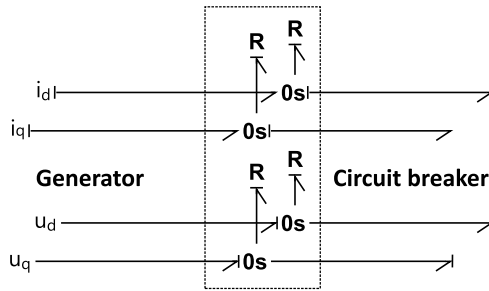 R
R
id
0s
iq
0s
R
R
Generator
Circuit breaker
ud
0s
uq
0s